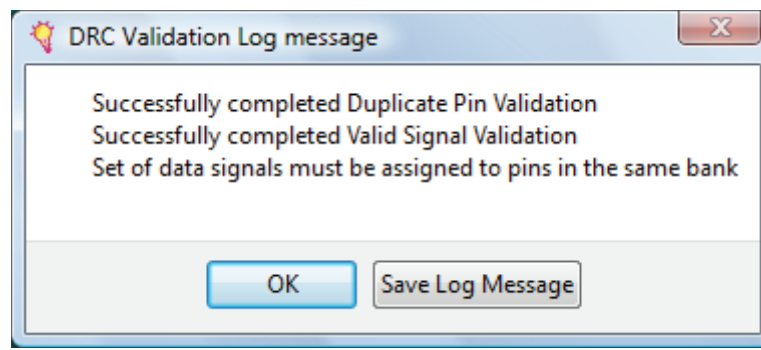 DRC Validation Log message
Successfully completed Duplicate Pin Validation
Successfully completed Valid Signal Validation
Set of data signals must be assigned to pins in the same bank
OK
Save Log Message